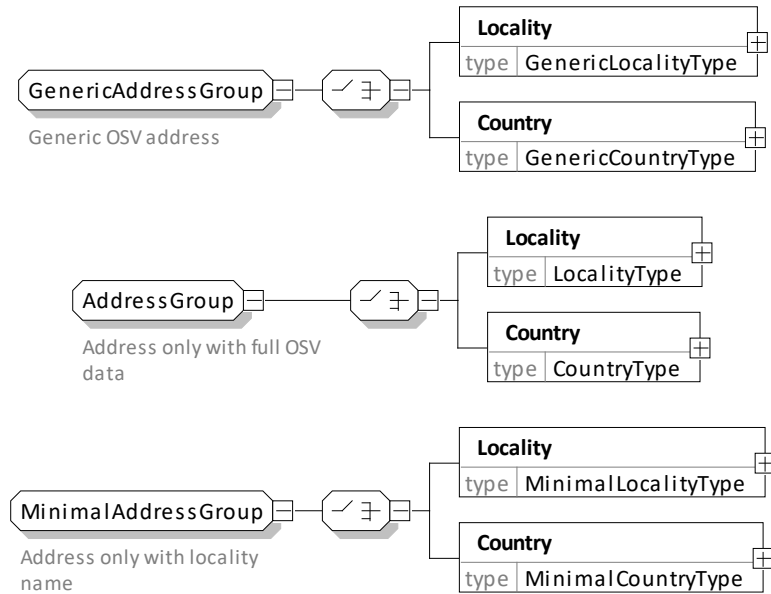 Locality
type GenericLocalityType
GenericAddressGroup
Generic OSV address
Country
type GenericCountryType
Locality
type LocalityType
AddressGroup
Address only with full OSV
data
Country
type CountryType
Locality
type MinimalLocalityType
MinimalAddressGroup
Address only with locality
name
Country
type MinimalCountryType